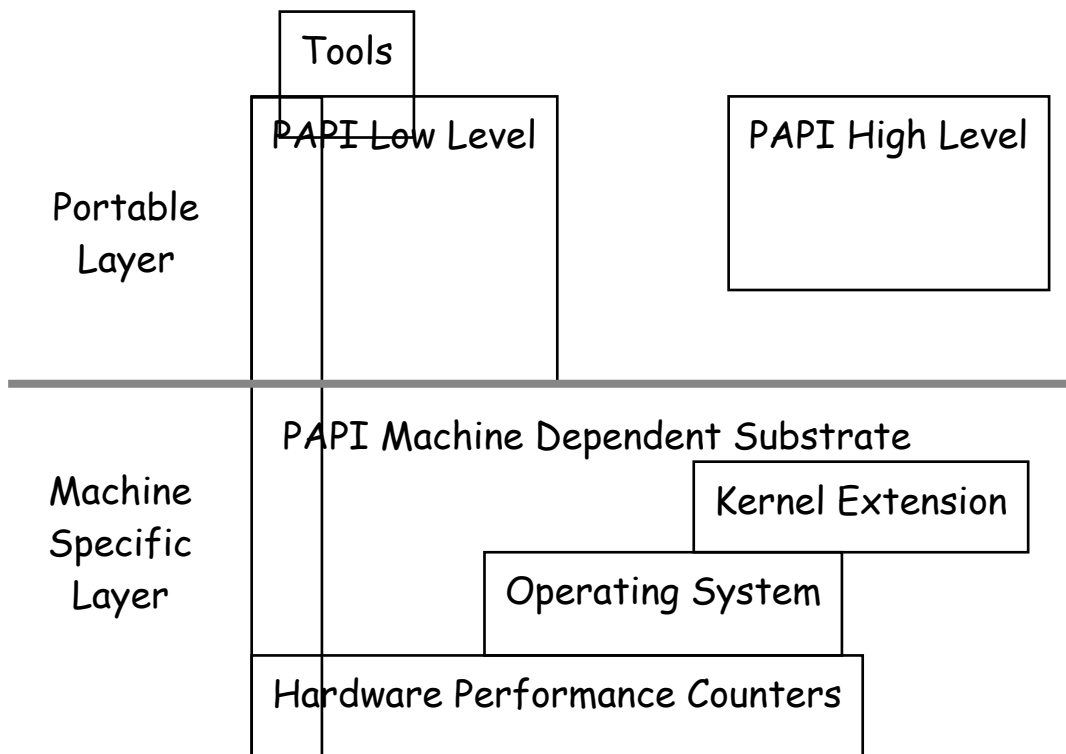 Tools
PAPI Low Level
PAPI High Level
Portable
Layer
PAPI Machine Dependent Substrate
Machine
Specific
Layer
Kernel Extension
Operating System
Hardware Performance Counters